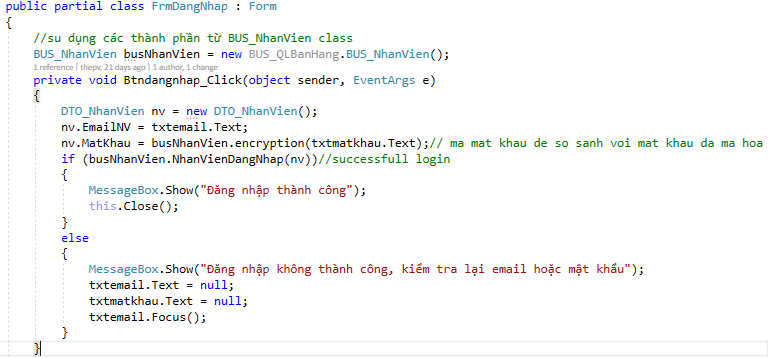 public partial class FrmDangNhap : Form
{
//su dụng các thành phần từ BUS_NhanVien class
BUS_NhanVien busNhanVien = new BUS_QLBanHang.BUS_NhanVien();
1 reference | thepv, 21 days ago | 1 author, 1 change
private void Btndangnhap_Click(object sender, EventArgs e)
{
DTO_NhanVien nv = new DTO_NhanVien();
nv.EmailNV = txtemail.Text;
nv.MatKhau = busNhanVien.encryption(txtmatkhau.Text);// ma mat khau de so sanh voi mat khau da ma hoa
if (busNhanVien.NhanVienDangNhap(nv))//successfull login
{
MessageBox.Show("Đăng nhập thành công");
this.Close();
}
else
{
MessageBox.Show("Đăng nhập không thành công, kiểm tra lại email hoặc mật khẩu");
txtemail.Text = null;
txtmatkhau.Text = null;
txtemail.Focus();
}
}